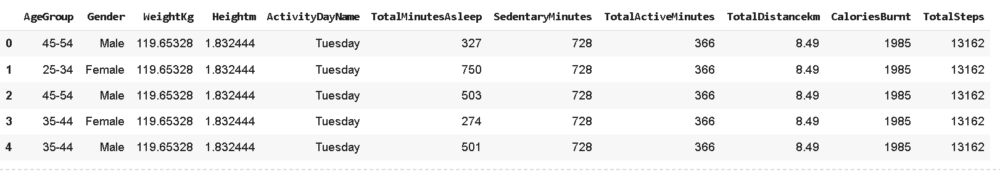 AgeGroup Gender WeightKg Heightm ActivityDayName TotalMinutesAsleep SedentaryMinutes TotalActiveMinutes TotalDistancekm CaloriesBurnt TotalSteps
0 45-54 Male 119.65328 1.832444 Tuesday 327 728 366 8.49 1985 13162
1 25-34 Female 119.65328 1.832444 Tuesday 750 728 366 8.49 1985 13162
2 45-54 Male 119.65328 1.832444 Tuesday 503 728 366 8.49 1985 13162
3 35-44 Female 119.65328 1.832444 Tuesday 274 728 366 8.49 1985 13162
4 35-44 Male 119.65328 1.832444 Tuesday 501 728 366 8.49 1985 13162